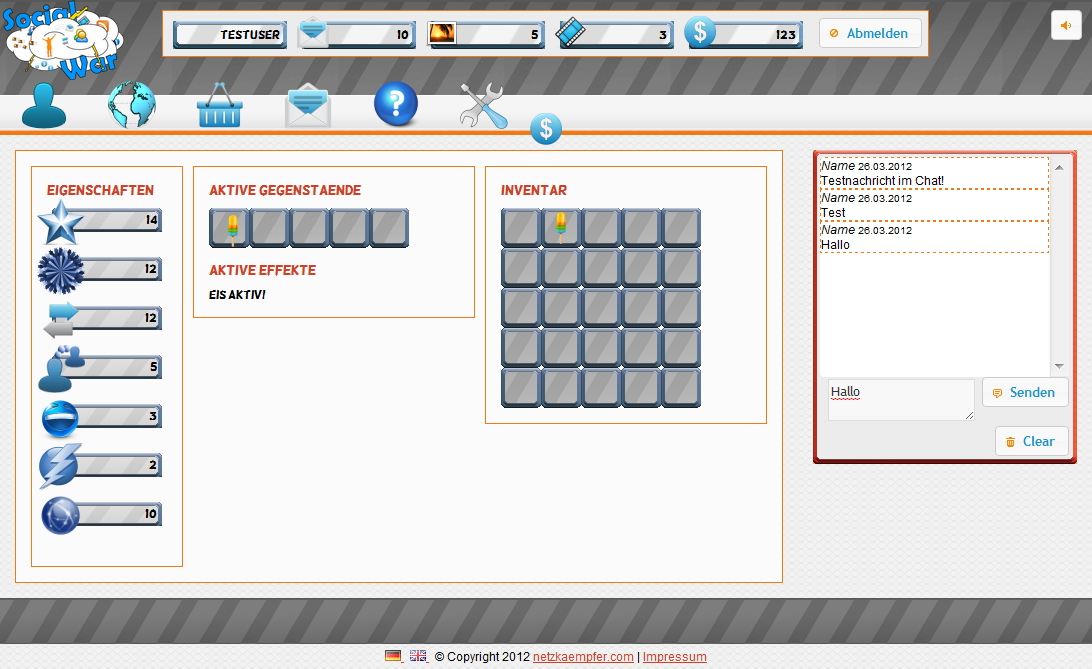 Social
War
TESTUSER
10
5
3
123
Abmelden
EIGENSCHAFTEN
14
12
12
5
3
2
10
AKTIVE GEGENSTAENDE
AKTIVE EFFEKTE
EIS AKTIV!
INVENTAR
Name 26.03.2012
Testnachricht im Chat!
Name 26.03.2012
Test
Name 26.03.2012
Hallo
Hallo
Senden
Clear
© Copyright 2012 netzkaempfer.com | Impressum